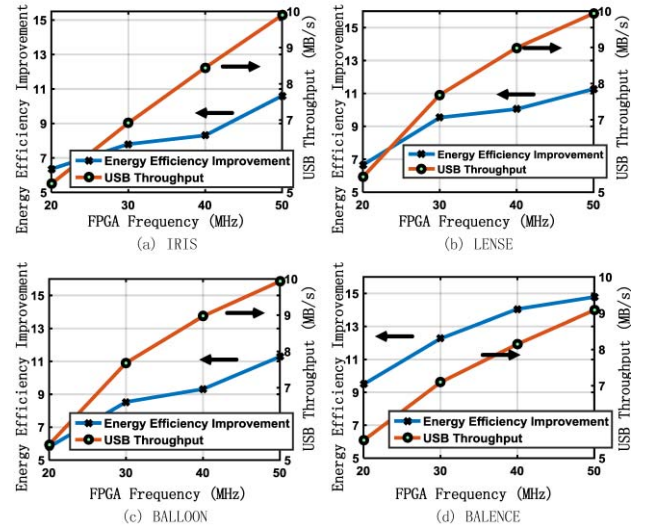 Energy Efficiency Improvement
15
13
11
9
7
5
10
9
8
7
5
USB Throughput (MB/s)
Energy Efficiency Improvement
USB Throughput
20 30 40 50
FPGA Frequency (MHz)
(a) IRIS
Energy Efficiency Improvement
15
13
11
9
7
5
10
9
8
7
5
USB Throughput (MB/s)
Energy Efficiency Improvement
USB Throughput
20 30 40 50
FPGA Frequency (MHz)
(b) LENSE
Energy Efficiency Improvement
15
13
11
9
7
5
10
9
8
7
5
USB Throughput (MB/s)
Energy Efficiency Improvement
USB Throughput
20 30 40 50
FPGA Frequency (MHz)
(c) BALLOON
Energy Efficiency Improvement
15
13
11
9
7
5
10
9
8
7
5
USB Throughput (MB/s)
Energy Efficiency Improvement
USB Throughput
20 30 40 50
FPGA Frequency (MHz)
(d) BALENCE